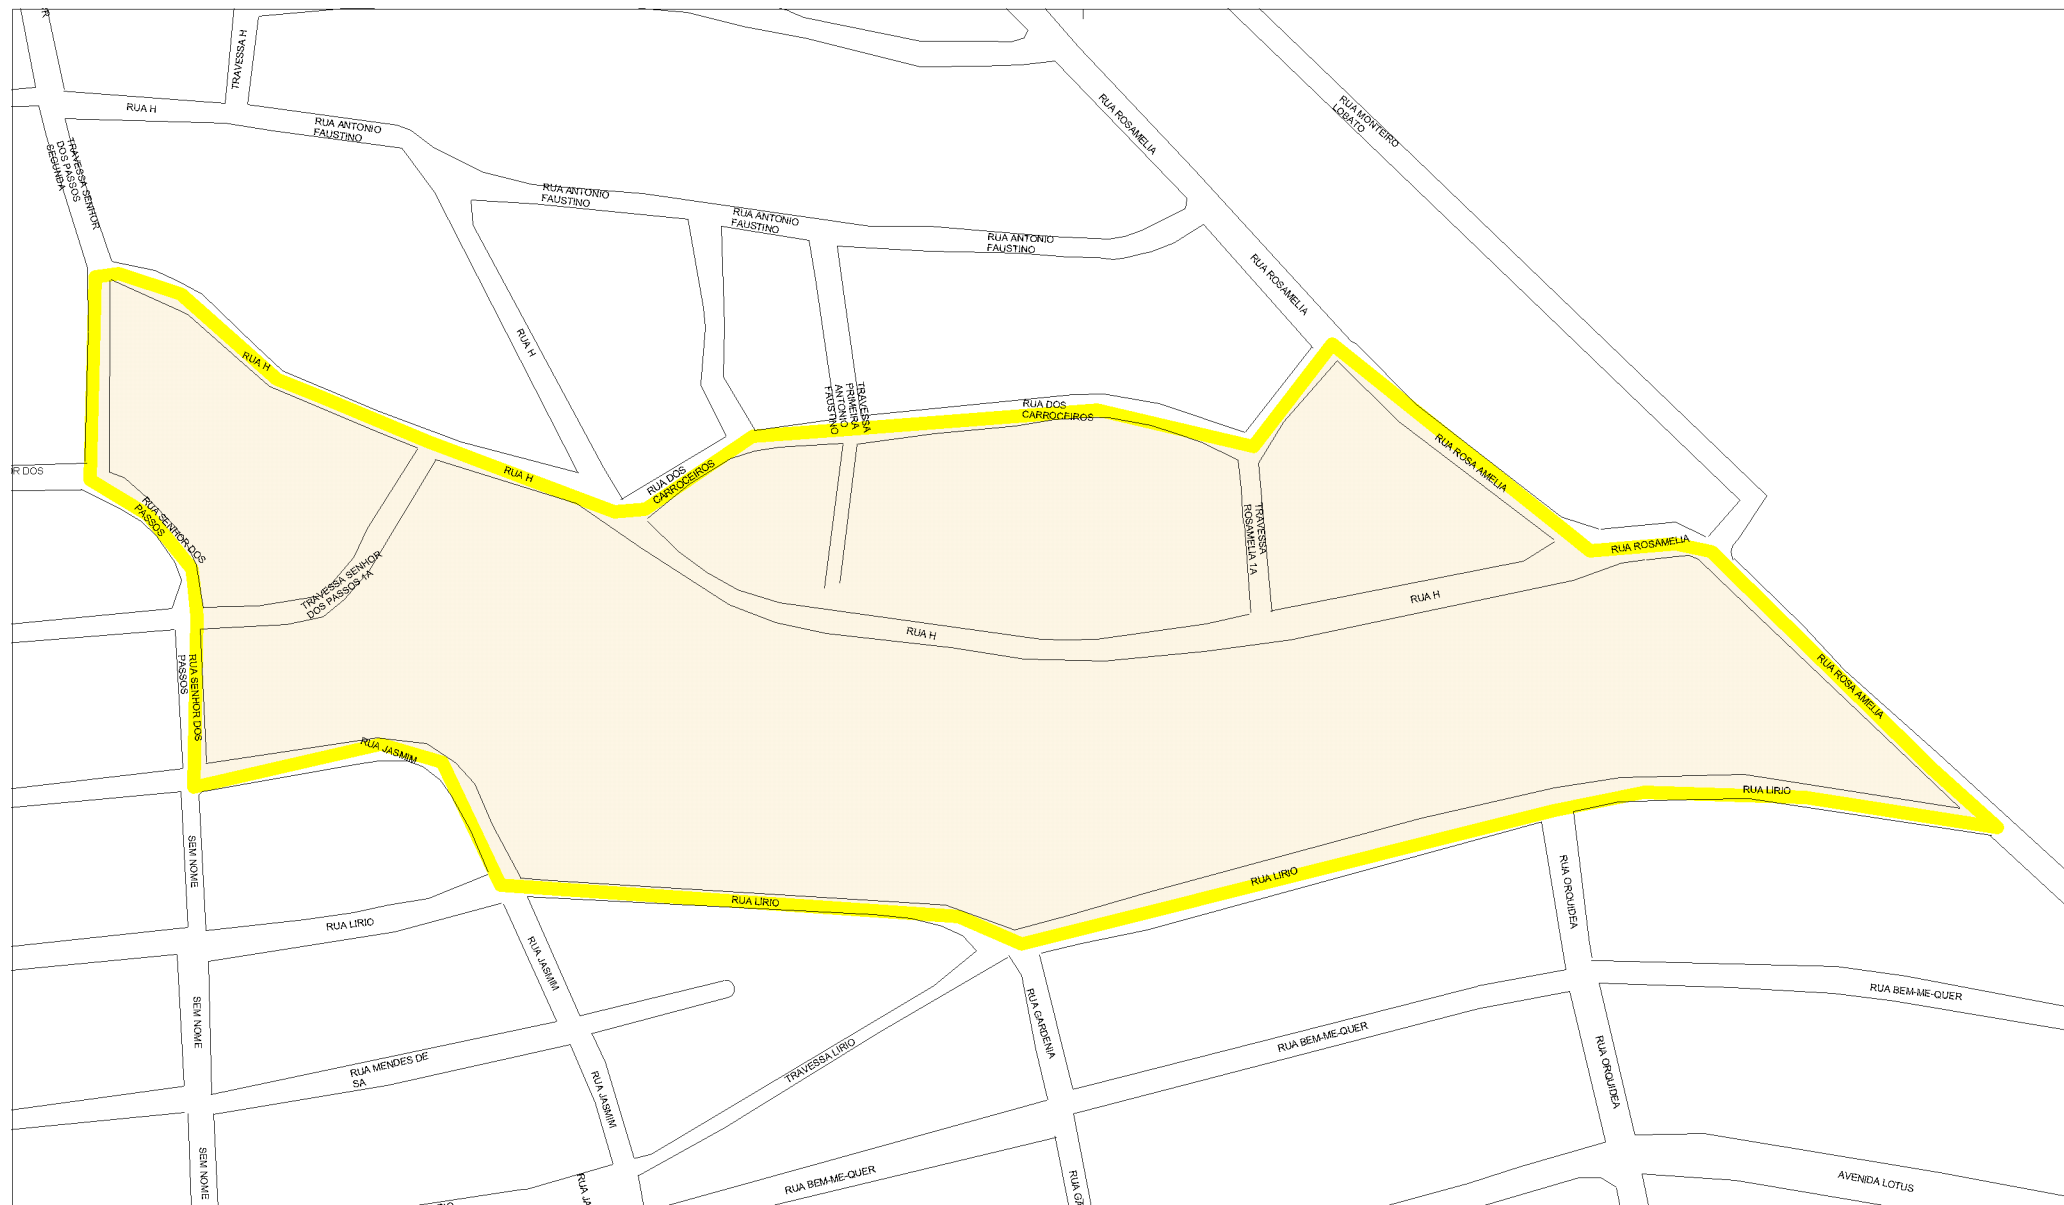 TRAVESSA H
RUA H
RUA ANTONIO
FAUSTINO
RUA ROSAMELIA
RUA MONTEIRO
LOBATO
TRAVESSA SENHOR
DOS PASSOS
SEGUNDA
RUA ANTONIO
FAUSTINO
RUA ANTONIO
FAUSTINO
RUA ANTONIO
FAUSTINO
RUA ROSAMELIA
RUA H
RUA H
TRAVESSA
PRIMEIRA
ANTONIO
FAUSTINO
RUA DOS
CARROCEIROS
RUA ROSA AMELIA
R DOS
RUA H
RUA DOS
CARROCEIROS
RUA SENHOR DOS
PASSOS
TRAVESSA
ROSAMELIA 1A
RUA ROSAMELIA
TRAVESSA SENHOR
DOS PASSOS 1A
RUA H
RUA H
RUA SENHOR DOS
PASSOS
RUA ROSA AMELIA
RUA JASMIM
RUA LIRIO
SEM NOME
RUA LIRIO
RUA LIRIO
RUA ORQUIDEA
RUA LIRIO
RUA JASMIM
RUA BEM-ME-QUER
SEM NOME
RUA GARDENIA
RUA BEM-ME-QUER
RUA MENDES DE
SA
TRAVESSA LIRIO
RUA ORQUIDEA
RUA JASMIM
SEM NOME
RUA JA
RUA BEM-ME-QUER
RUA GA
AVENIDA LOTUS